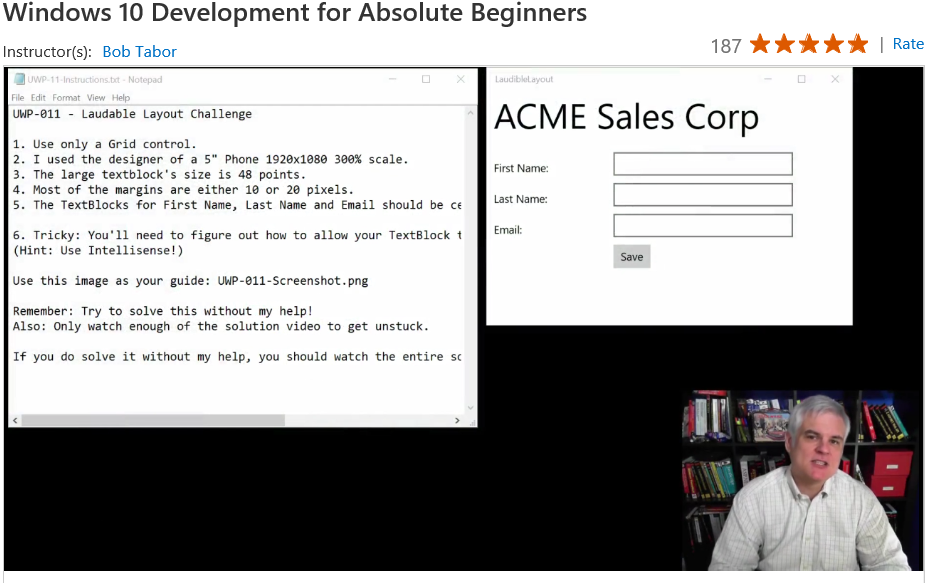 Windows 10 Development for Absolute Beginners
Instructor(s): Bob Tabor
187 | Rate
UWP-11-Instructions.txt - Notepad
File Edit Format View Help
UWP-011 - Laudable Layout Challenge
1. Use only a Grid control.
2. I used the designer of a 5" Phone 1920x1080 300% scale.
3. The large textblock's size is 48 points.
4. Most of the margins are either 10 or 20 pixels.
5. The TextBlocks for First Name, Last Name and Email should be ce
6. Tricky: You'll need to figure out how to allow your TextBlock t
(Hint: Use Intellisense!)
Use this image as your guide: UWP-011-Screenshot.png
Remember: Try to solve this without my help!
Also: Only watch enough of the solution video to get unstuck.
If you do solve it without my help, you should watch the entire sc
LaudibleLayout
ACME Sales Corp
First Name:
Last Name:
Email:
Save